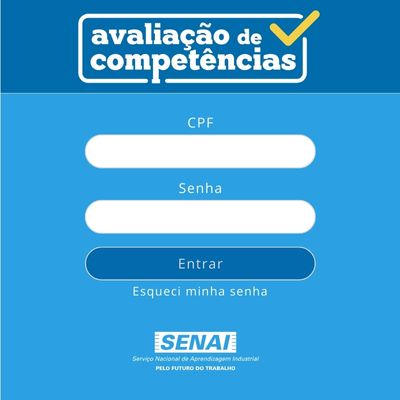 avaliação de
competências
CPF
Senha
Entrar
Esqueci minha senha
SENAI
Serviço Nacional de Aprendizagem Industrial
PELO FUTURO DO TRABALHO